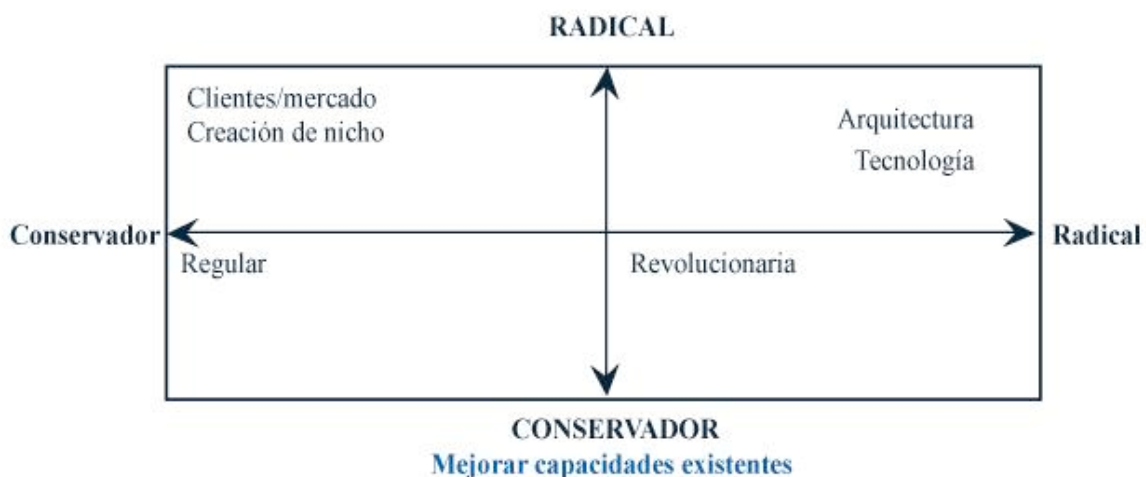 RADICAL
Clientes/mercado
Creación de nicho
Arquitectura
Tecnología
Conservador
Radical
Regular
Revolucionaria
CONSERVADOR
Mejorar capacidades existentes